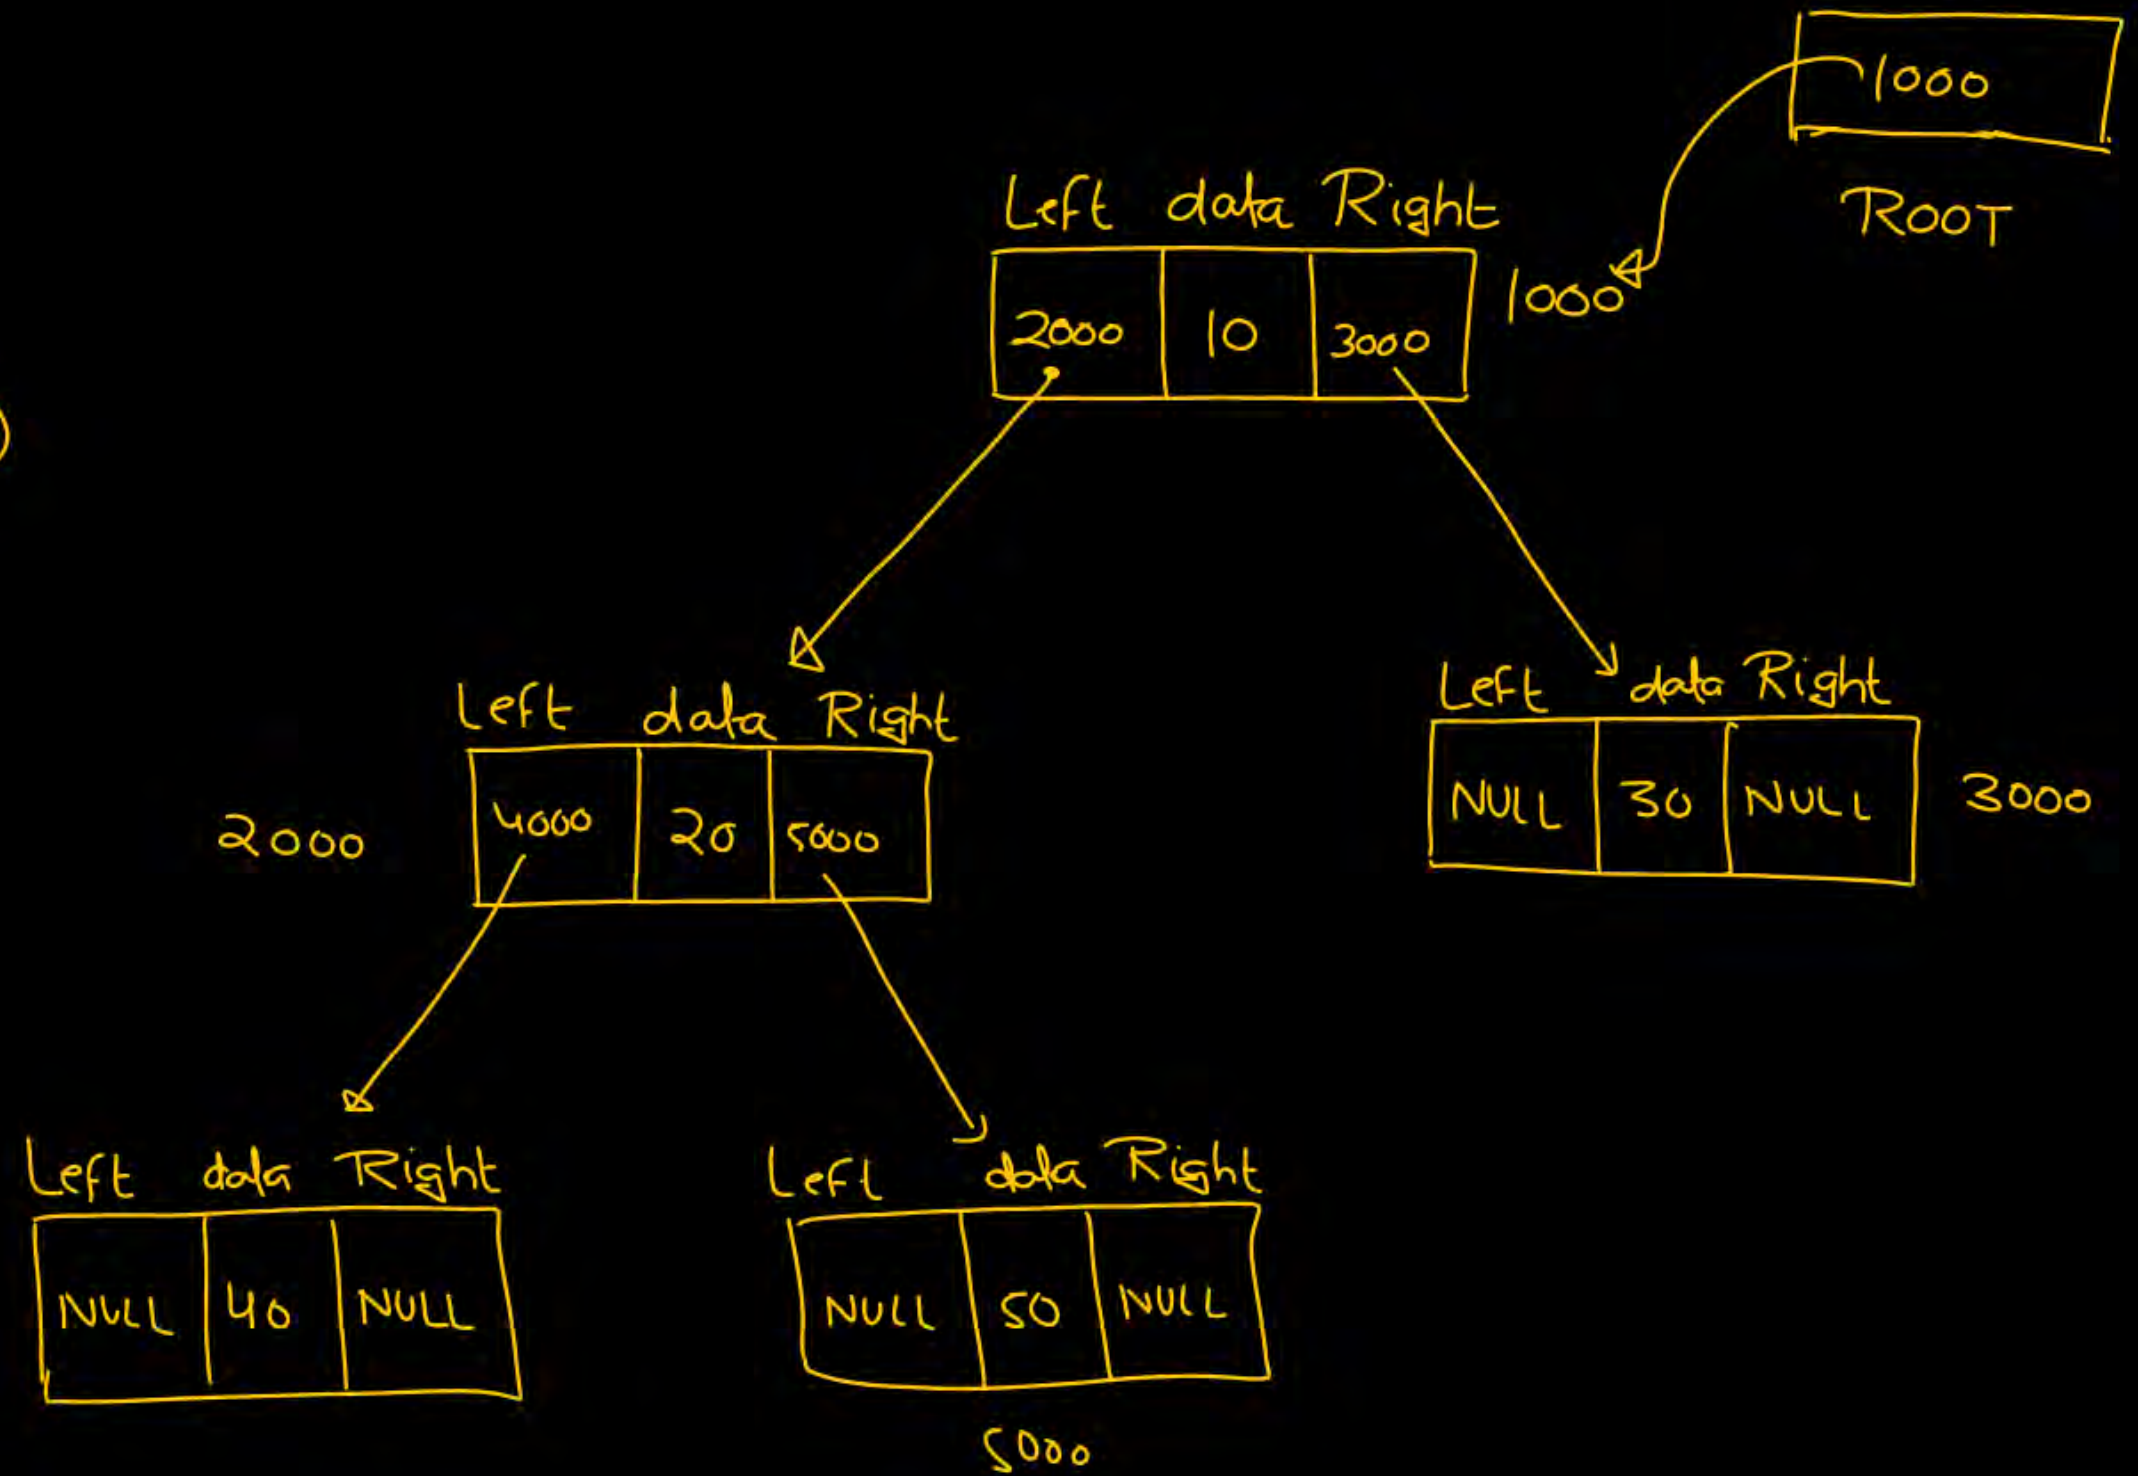 1000
ROOT
Left data Right
2000 10 3000 1000
Left data Right
2000 4000 20 5000
Left data Right
NULL 30 NULL 3000
Left data Right
NULL 40 NULL
Left data Right
NULL 50 NULL
5000